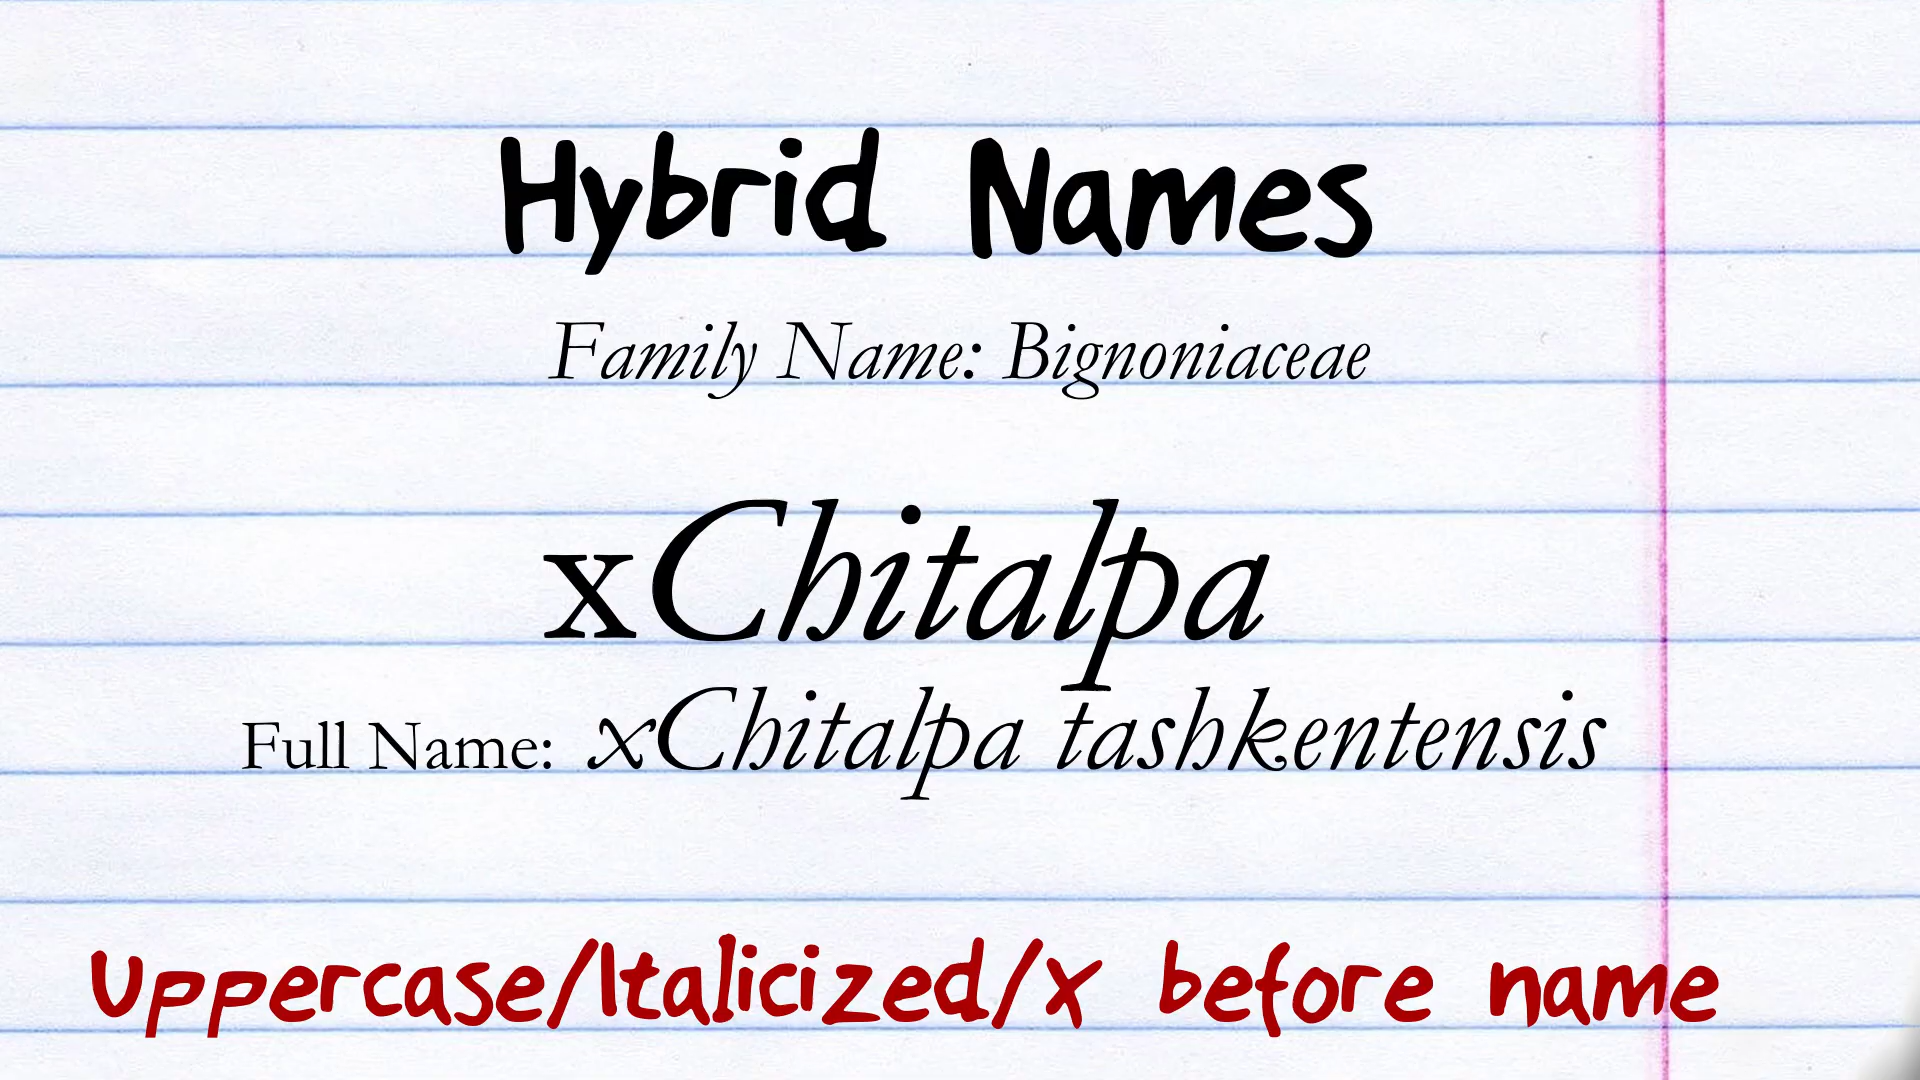 Hybrid Names
Family Name: Bignoniaceae
xChitalpa
Full Name: xChitalpa tashkentensis
Uppercase/Italicized/x before name